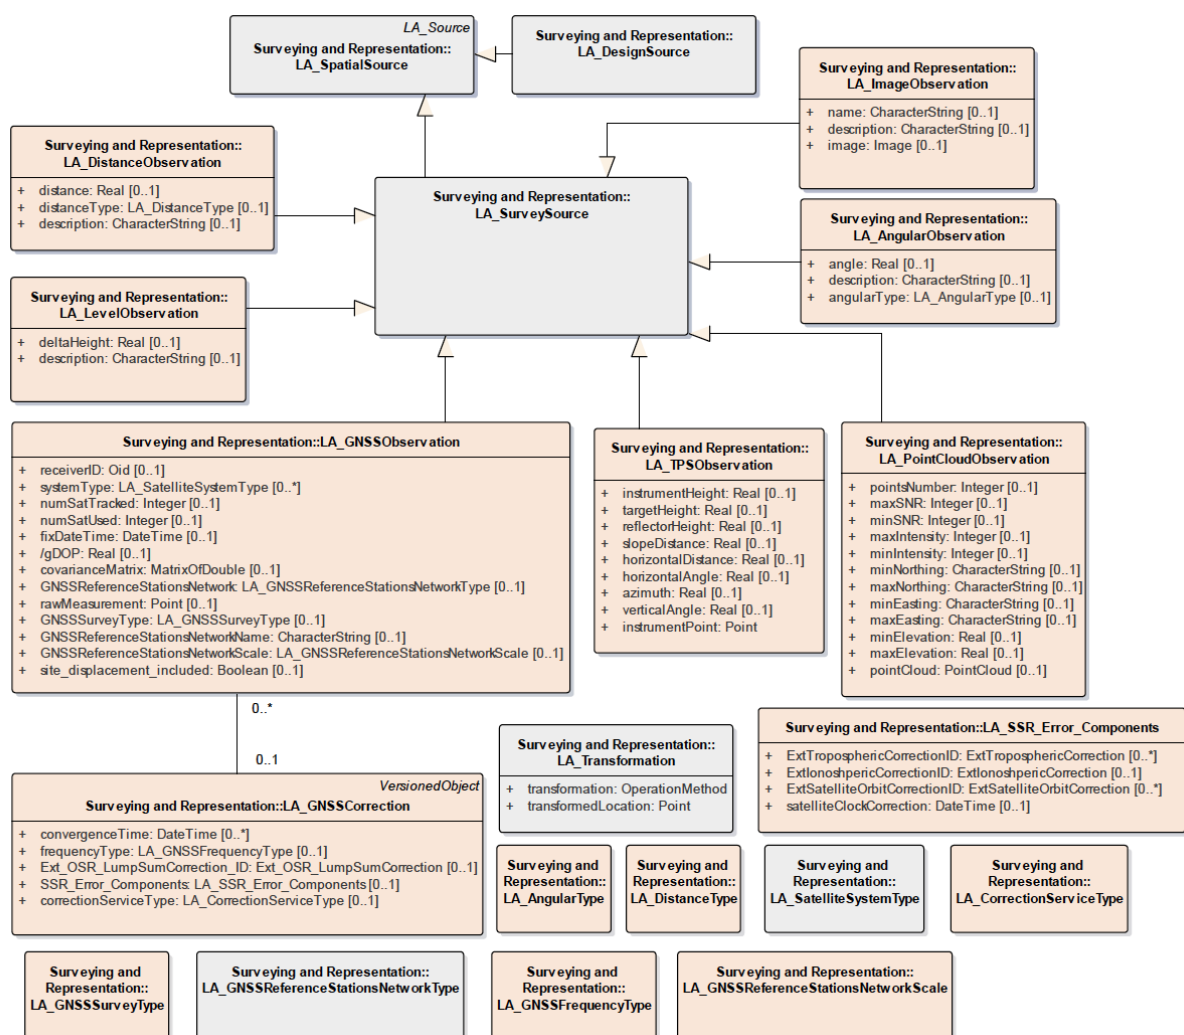 LA_Source
Surveying and Representation::
LA_SpatialSource
Surveying and Representation::
LA_DesignSource
Surveying and Representation::
LA_ImageObservation
+ name: CharacterString [0..1]
+ description: CharacterString [0..1]
+ image: Image [0..1]
Surveying and Representation::
LA_DistanceObservation
+ distance: Real [0..1]
+ distanceType: LA_DistanceType [0..1]
+ description: CharacterString [0..1]
Surveying and Representation::
LA_SurveySource
Surveying and Representation::
LA_AngularObservation
+ angle: Real [0..1]
+ description: CharacterString [0..1]
+ angularType: LA_AngularType [0..1]
Surveying and Representation::
LA_LevelObservation
+ deltaHeight: Real [0..1]
+ description: CharacterString [0..1]
Surveying and Representation::LA_GNSSObservation
+ receiverID: Oid [0..1]
+ systemType: LA_SatelliteSystemType [0..*]
+ numSatTracked: Integer [0..1]
+ numSatUsed: Integer [0..1]
+ fixDateTime: DateTime [0..1]
+ /gDOP: Real [0..1]
+ covarianceMatrix: MatrixOfDouble [0..1]
+ GNSSReferenceStationsNetwork: LA_GNSSReferenceStationsNetworkType [0..1]
+ rawMeasurement: Point [0..1]
+ GNSSSurveyType: LA_GNSSSurveyType [0..1]
+ GNSSReferenceStationsNetworkName: CharacterString [0..1]
+ GNSSReferenceStationsNetworkScale: LA_GNSSReferenceStationsNetworkScale [0..1]
+ site_displacement_included: Boolean [0..1]
Surveying and Representation::
LA_TPSObservation
+ instrumentHeight: Real [0..1]
+ targetHeight: Real [0..1]
+ reflectorHeight: Real [0..1]
+ slopeDistance: Real [0..1]
+ horizontalDistance: Real [0..1]
+ horizontalAngle: Real [0..1]
+ azimuth: Real [0..1]
+ verticalAngle: Real [0..1]
+ instrumentPoint: Point
Surveying and Representation::
LA_PointCloudObservation
+ pointsNumber: Integer [0..1]
+ maxSNR: Integer [0..1]
+ minSNR: Integer [0..1]
+ maxIntensity: Integer [0..1]
+ minIntensity: Integer [0..1]
+ minNorthing: CharacterString [0..1]
+ maxNorthing: CharacterString [0..1]
+ minEasting: CharacterString [0..1]
+ maxEasting: CharacterString [0..1]
+ minElevation: Real [0..1]
+ maxElevation: Real [0..1]
+ pointCloud: PointCloud [0..1]
0..*
0..1
VersionedObject
Surveying and Representation::LA_GNSSCorrection
+ convergenceTime: DateTime [0..*]
+ frequencyType: LA_GNSSFrequencyType [0..1]
+ Ext_OSR_LumpSumCorrection_ID: Ext_OSR_LumpSumCorrection [0..1]
+ SSR_Error_Components: LA_SSR_Error_Components [0..1]
+ correctionServiceType: LA_CorrectionServiceType [0..1]
Surveying and Representation::
LA_Transformation
+ transformation: OperationMethod
+ transformedLocation: Point
Surveying and Representation::LA_SSR_Error_Components
+ ExtTroposphericCorrectionID: ExtTroposphericCorrection [0..*]
+ ExtIonoshpericCorrectionID: ExtIonoshpericCorrection [0..1]
+ ExtSatelliteOrbitCorrectionID: ExtSatelliteOrbitCorrection [0..*]
+ satelliteClockCorrection: DateTime [0..1]
Surveying and
Representation::
LA_AngularType
Surveying and
Representation::
LA_DistanceType
Surveying and
Representation::
LA_SatelliteSystemType
Surveying and
Representation::
LA_CorrectionServiceType
Surveying and
Representation::
LA_GNSSSurveyType
Surveying and Representation::
LA_GNSSReferenceStationsNetworkType
Surveying and
Representation::
LA_GNSSFrequencyType
Surveying and Representation::
LA_GNSSReferenceStationsNetworkScale